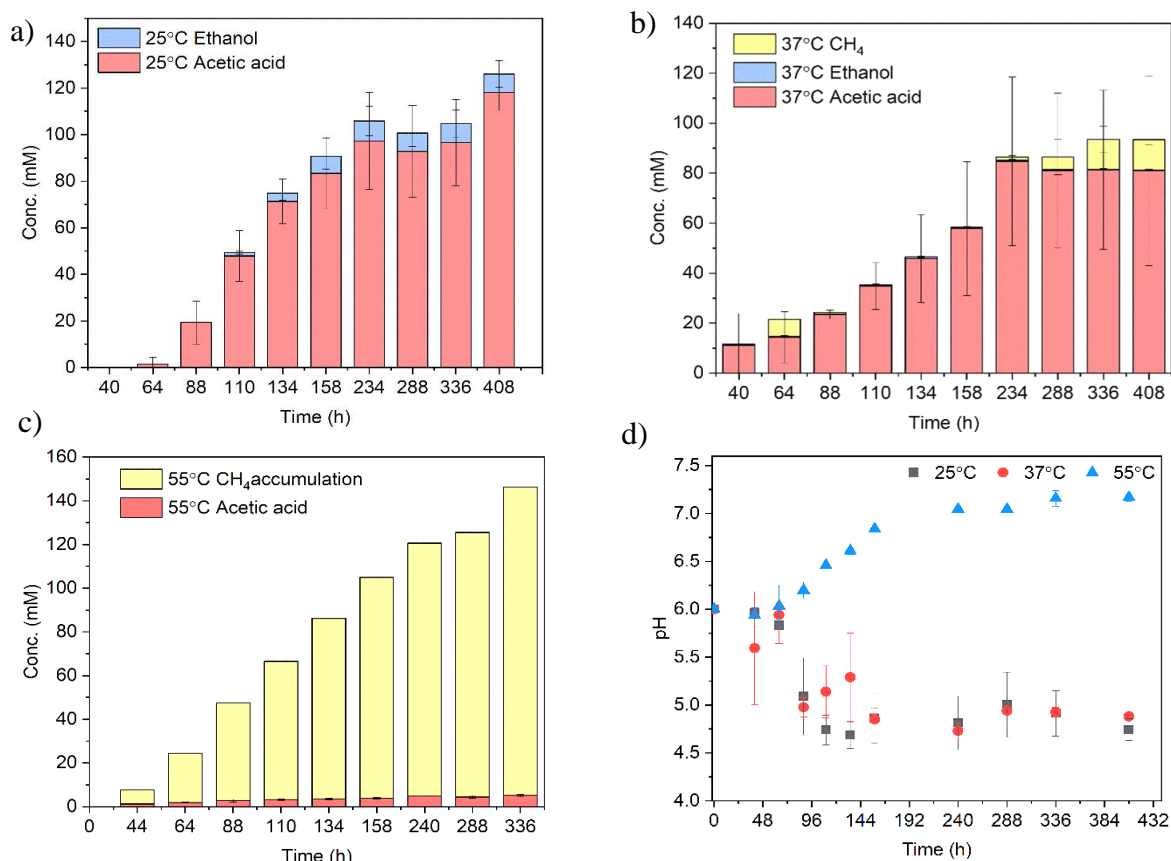 a)
25°C Ethanol
25°C Acetic acid
Conc. (mM)
140
120
100
80
60
40
20
0
40 64 88 110 134 158 234 288 336 408
Time (h)
b)
37°C CH₄
37°C Ethanol
37°C Acetic acid
Conc. (mM)
140
120
100
80
60
40
20
0
40 64 88 110 134 158 234 288 336 408
Time (h)
c)
55°C CH₄accumulation
55°C Acetic acid
Conc. (mM)
160
140
120
100
80
60
40
20
0
0 44 64 88 110 134 158 240 288 336
Time (h)
d)
25°C 37°C 55°C
pH
7.5
7.0
6.5
6.0
5.5
5.0
4.5
4.0
0 48 96 144 192 240 288 336 384 432
Time (h)